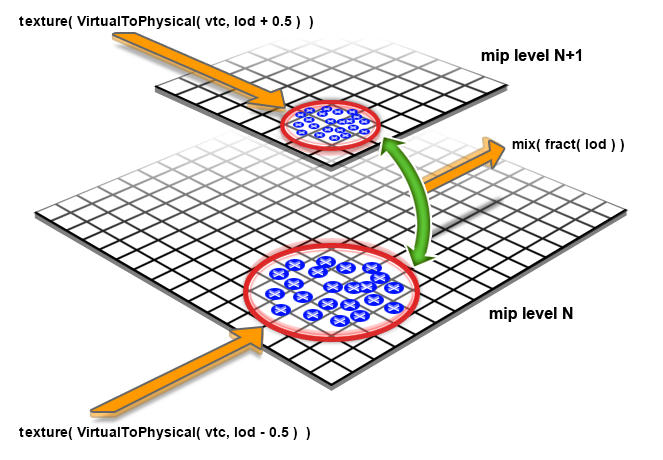 texture( VirtualToPhysical( vtc, lod + 0.5 )  )
mip level N+1
mix( fract( lod ) )
mip level N
texture( VirtualToPhysical( vtc, lod - 0.5 )  )